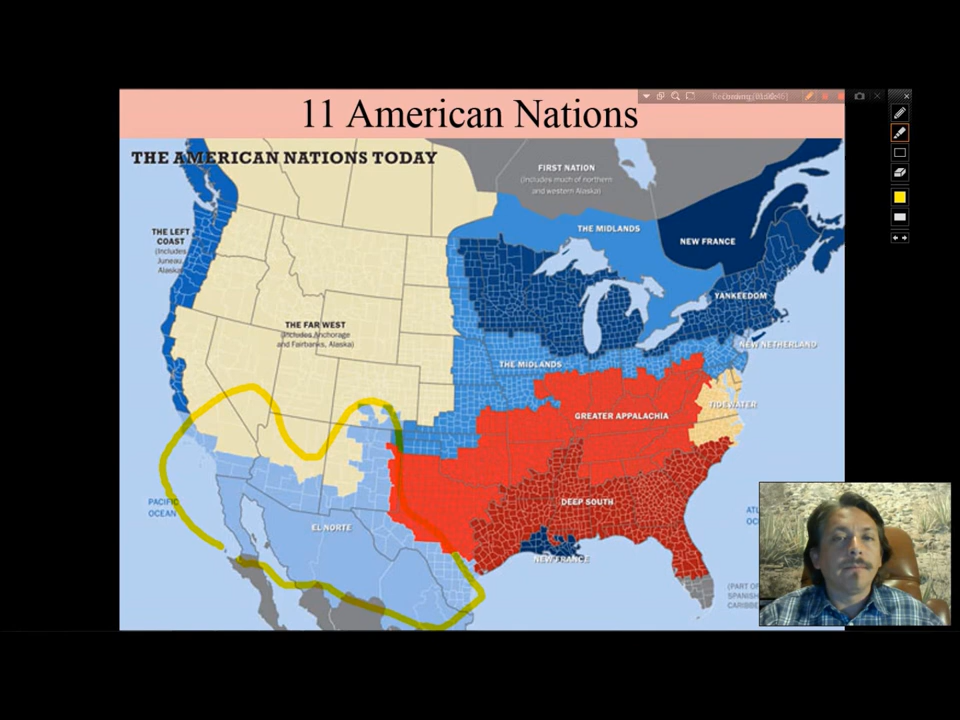 11 American Nations
THE AMERICAN NATIONS TODAY
FIRST NATION
(includes much of northern
and western Alaska)
THE MIDLANDS
NEW FRANCE
THE LEFT
COAST
(Includes
Juneau,
Alaska
YANKEEDOM
THE FAR WEST
(includes Anchorage
and Fairbanks, Alaska)
NEW NETHERLAND
THE MIDLANDS
TIDEWATER
GREATER APPALACHIA
PACIFIC
OCEAN
DEEP SOUTH
EL NORTE
NEW FRANCE
(PART OF
SPANISH
CARIBBE